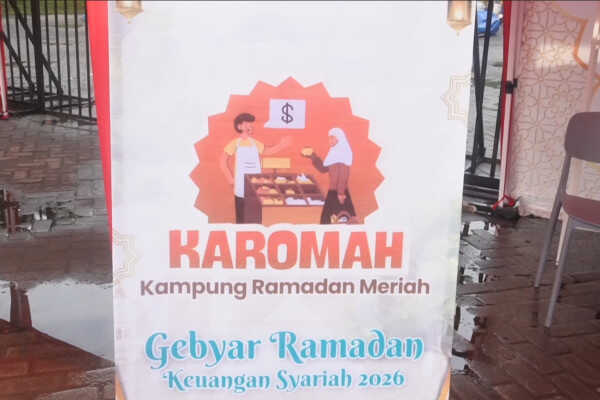 $
KAROMAH
Kampung Ramadan Meriah
Gebyar Ramadan
Keuangan Syariah 2026